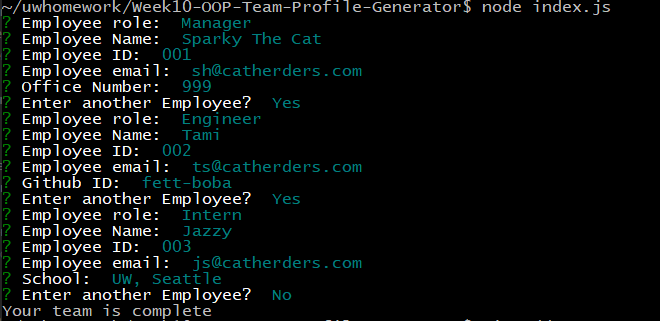 ~/uwhomework/Week10-OOP-Team-Profile-Generator$ node index.js
? Employee role: Manager
? Employee Name: Sparky The Cat
? Employee ID: 001
? Employee email: sh@catherders.com
? Office Number: 999
? Enter another Employee? Yes
? Employee role: Engineer
? Employee Name: Tami
? Employee ID: 002
? Employee email: ts@catherders.com
? Github ID: fett-boba
? Enter another Employee? Yes
? Employee role: Intern
? Employee Name: Jazzy
? Employee ID: 003
? Employee email: js@catherders.com
? School: UW, Seattle
? Enter another Employee? No
Your team is complete